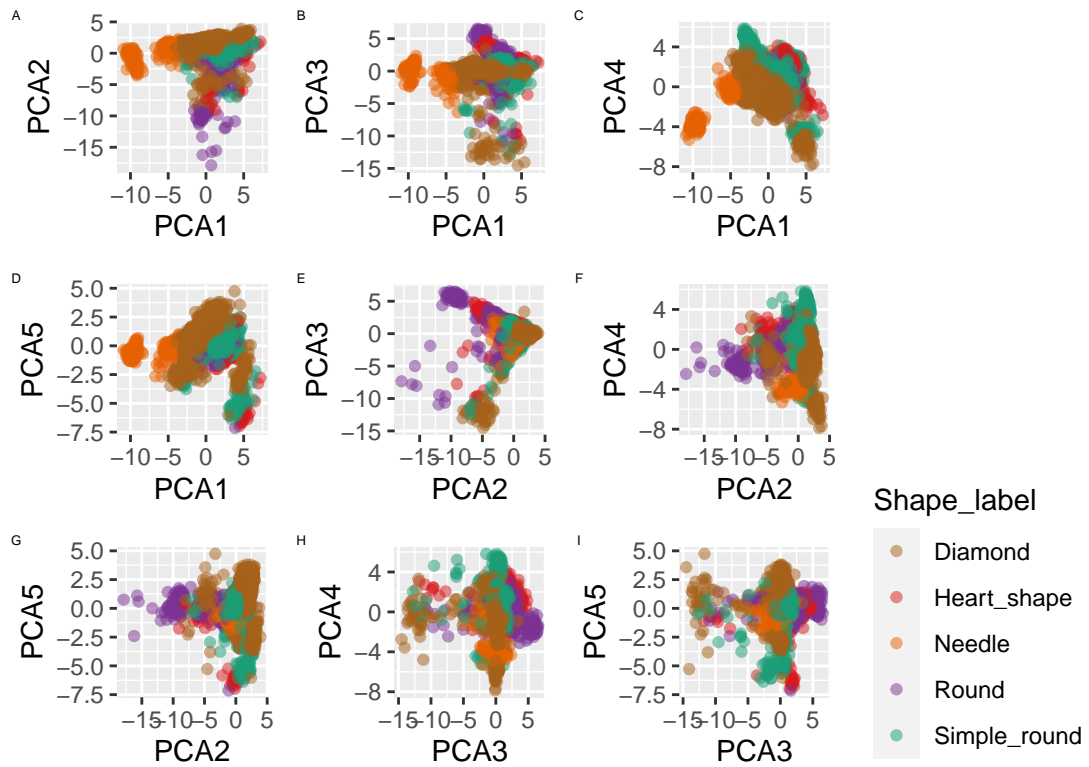 A
B
C
5
0
−5
−10
−15
PCA2
−10 −5 0 5
PCA1
5
0
−5
−10
−15
PCA3
−10 −5 0 5
PCA1
4
0
−4
−8
PCA4
−10 −5 0 5
PCA1
D
E
F
5.0
2.5
0.0
−2.5
−5.0
−7.5
PCA5
−10 −5 0 5
PCA1
5
0
−5
−10
−15
PCA3
−20 −15 −10 −5 0 5
PCA2
4
0
−4
−8
PCA4
−15−10−5 0 5
PCA2
G
H
I
5.0
2.5
0.0
−2.5
−5.0
−7.5
PCA5
−15−10−5 0 5
PCA2
4
0
−4
−8
PCA4
−15−10−5 0 5
PCA3
5.0
2.5
0.0
−2.5
−5.0
−7.5
PCA5
−15−10−5 0 5
PCA3
Shape_label
Diamond
Heart_shape
Needle
Round
Simple_round